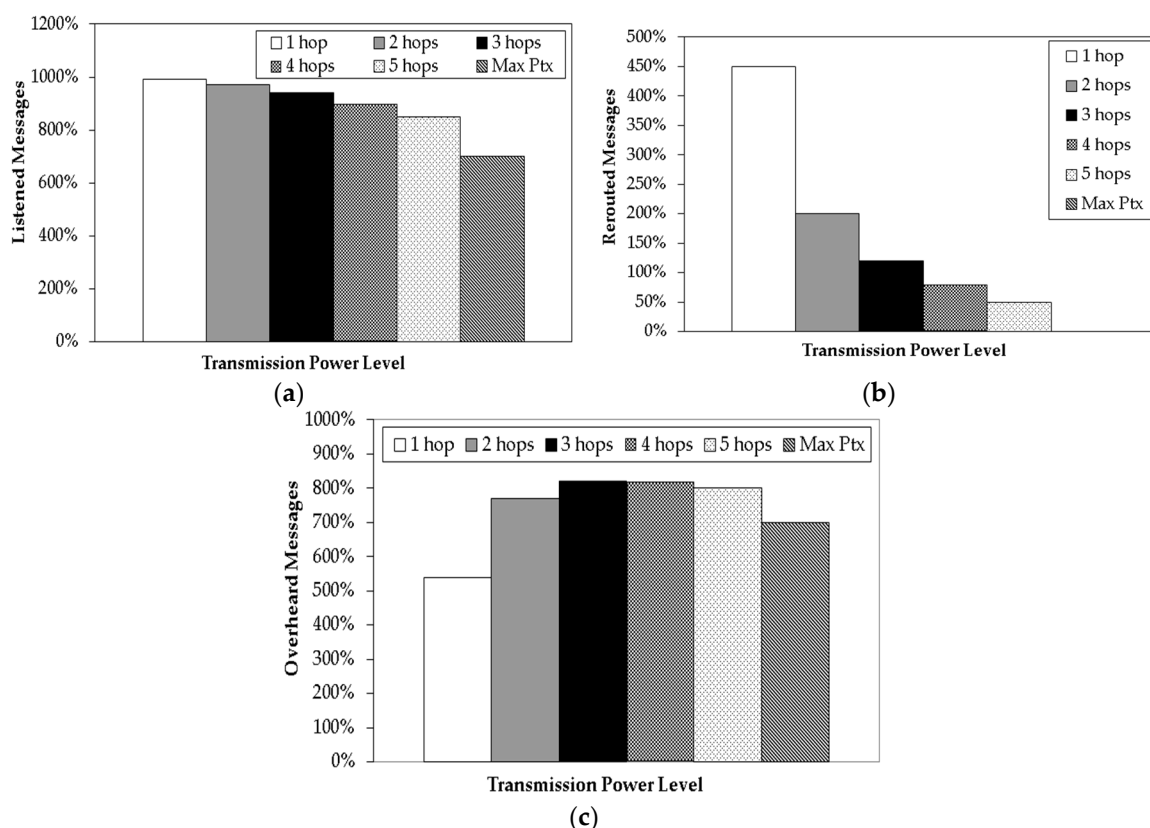 1200%
1000%
800%
600%
400%
200%
0%
Listened Messages
1 hop 2 hops 3 hops
4 hops 5 hops Max Ptx
Transmission Power Level
(a)
500%
450%
400%
350%
300%
250%
200%
150%
100%
50%
0%
Rerouted Messages
1 hop
2 hops
3 hops
4 hops
5 hops
Max Ptx
Transmission Power Level
(b)
1000%
900%
800%
700%
600%
500%
400%
300%
200%
100%
0%
Overheard Messages
1 hop 2 hops 3 hops 4 hops 5 hops Max Ptx
Transmission Power Level
(c)